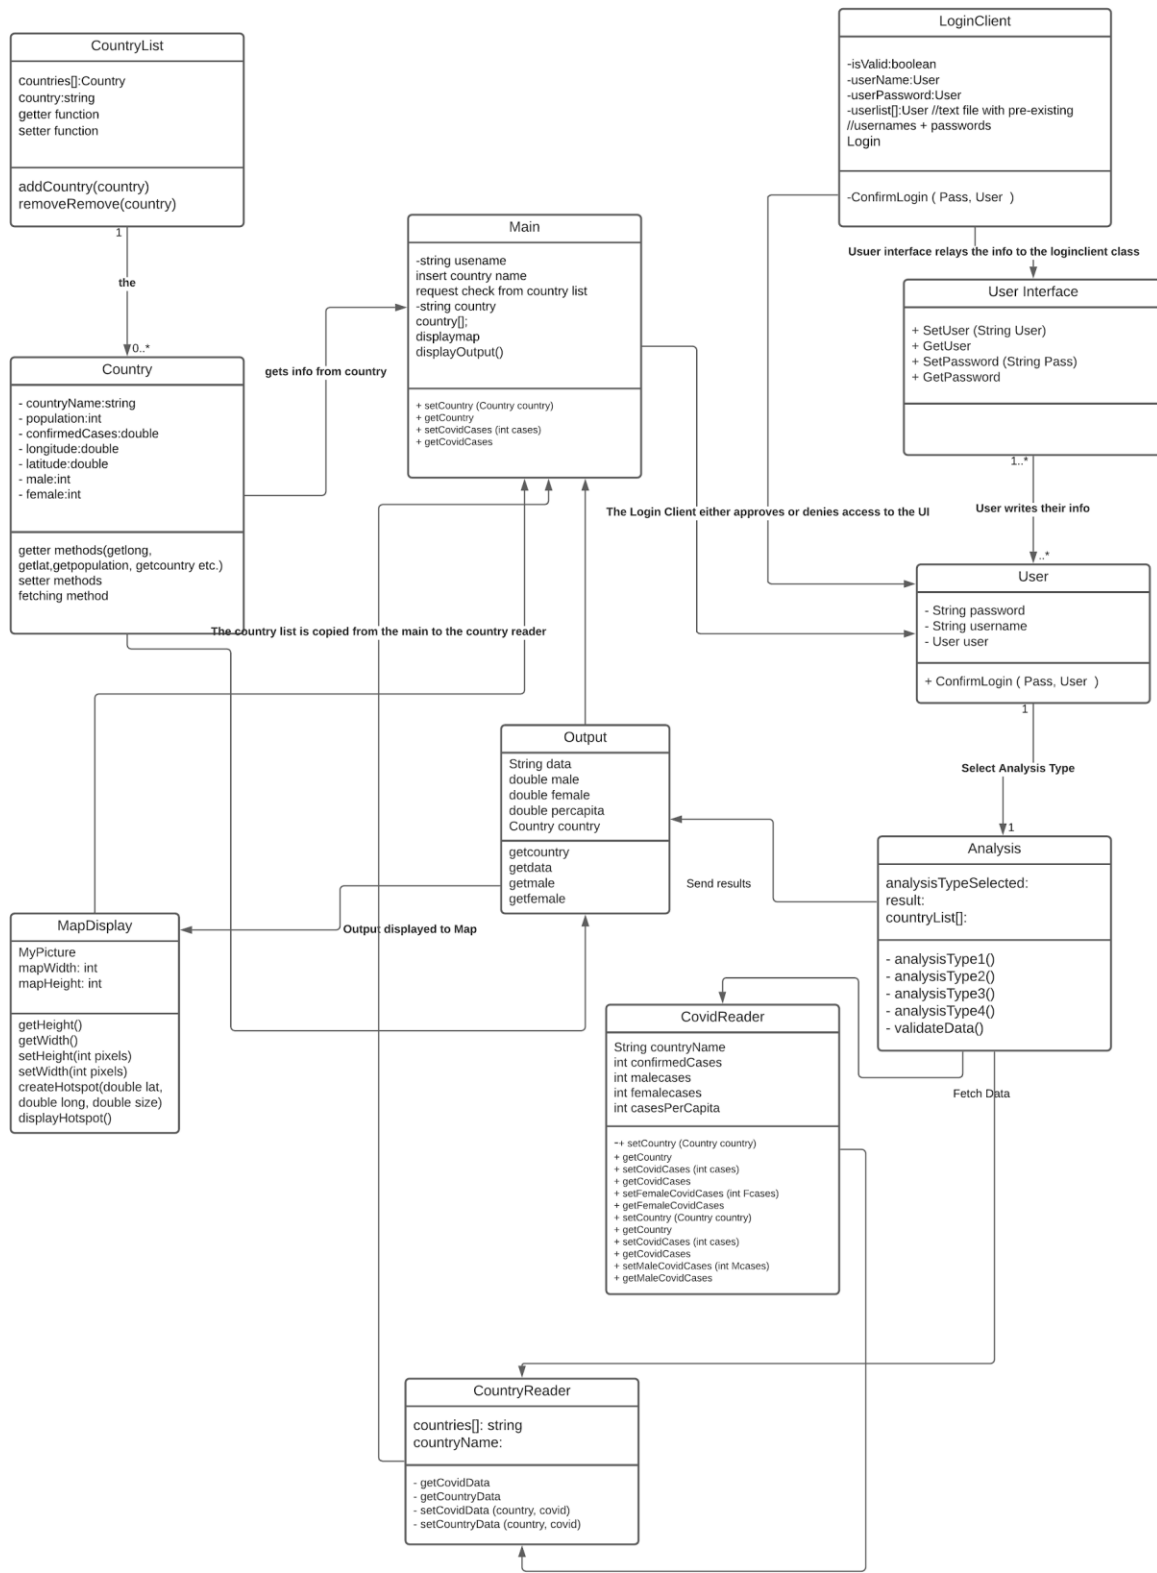 CountryList
countries[]:Country
country:string
getter function
setter function
addCountry(country)
removeRemove(country)
1
the
0..*
Country
- countryName:string
- population:int
- confirmedCases:double
- longitude:double
- latitude:double
- male:int
- female:int
getter methods(getlong,
getlat,getpopulation, getcountry etc.)
setter methods
fetching method
gets info from country
Main
-string usename
insert country name
request check from country list
-string country
country[];
displaymap
displayOutput()
+ setCountry (Country country)
+ getCountry
+ setCovidCases (int cases)
+ getCovidCases
LoginClient
-isValid:boolean
-userName:User
-userPassword:User
-userlist[]:User //text file with pre-existing
//usernames + passwords
Login
-ConfirmLogin ( Pass, User )
Usuer interface relays the info to the loginclient class
User Interface
+ SetUser (String User)
+ GetUser
+ SetPassword (String Pass)
+ GetPassword
1..*
The Login Client either approves or denies access to the UI
User writes their info
..*
User
- String password
- String username
- User user
+ ConfirmLogin ( Pass, User )
1
Select Analysis Type
1
The country list is copied from the main to the country reader
Output
String data
double male
double female
double percapita
Country country
getcountry
getdata
getmale
getfemale
Send results
Analysis
analysisTypeSelected:
result:
countryList[]:
- analysisType1()
- analysisType2()
- analysisType3()
- analysisType4()
- validateData()
Output displayed to Map
MapDisplay
MyPicture
mapWidth: int
mapHeight: int
getHeight()
getWidth()
setHeight(int pixels)
setWidth(int pixels)
createHotspot(double lat,
double long, double size)
displayHotspot()
CovidReader
String countryName
int confirmedCases
int malecases
int femalecases
int casesPerCapita
-+ setCountry (Country country)
+ getCountry
+ setCovidCases (int cases)
+ getCovidCases
+ setFemaleCovidCases (int Fcases)
+ getFemaleCovidCases
+ setCountry (Country country)
+ getCountry
+ setCovidCases (int cases)
+ getCovidCases
+ setMaleCovidCases (int Mcases)
+ getMaleCovidCases
Fetch Data
CountryReader
countries[]: string
countryName:
- getCovidData
- getCountryData
- setCovidData (country, covid)
- setCountryData (country, covid)